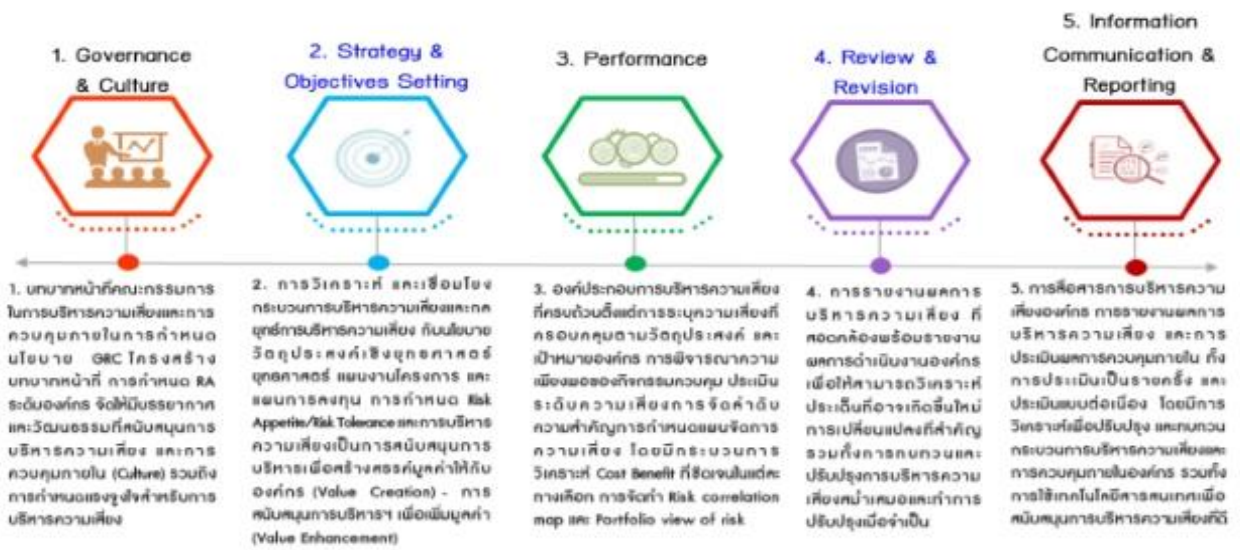 1. Governance
& Culture
2. Strategy &
Objectives Setting
3. Performance
4. Review &
Revision
5. Information
Communication &
Reporting
1. บทบาทหน้าที่คณะกรรมการ
ในการบริหารความเสี่ยงและการ
ควบคุมภายในการกำหนด
นโยบาย GRC โครงสร้าง
บทบาทหน้าที่ การกำหนด RA
ระดับองค์กร จัดให้มีบรรยากาศ
และวัฒนธรรมที่สนับสนุนการ
บริหารความเสี่ยง และการ
ควบคุมภายใน (Culture) รวมถึง
การกำหนดแรงจูงใจสำหรับการ
บริหารความเสี่ยง
2. การวิเคราะห์ และเชื่อมโยง
กระบวนการบริหารความเสี่ยงและกล
ยุทธ์การบริหารความเสี่ยง กับนโยบาย
วัตถุประสงค์เชิงยุทธศาสตร์
ยุทธศาสตร์ แผนงานโครงการ และ
แผนการลงทุน การกำหนด Risk
Appetite/Risk Tolerance และการบริหาร
ความเสี่ยงเป็นการสนับสนุนการ
บริหารเพื่อสร้างสรรค์มูลค่าให้กับ
องค์กร (Value Creation) - การ
สนับสนุนการบริหารฯ เพื่อเพิ่มมูลค่า
(Value Enhancement)
3. องค์ประกอบการบริหารความเสี่ยง
ที่ครบถ้วนตั้งแต่การระบุความเสี่ยงที่
ครอบคลุมตามวัตถุประสงค์ และ
เป้าหมายองค์กร การพิจารณาความ
เพียงพอของกิจกรรมควบคุม ประเมิน
ระดับความเสี่ยงการจัดลำดับ
ความสำคัญการกำหนดแผนจัดการ
ความเสี่ยง โดยมีกระบวนการ
วิเคราะห์ Cost Benefit ที่ชัดเจนในแต่ละ
ทางเลือก การจัดทำ Risk correlation
map และ Portfolio view of risk
4. การรายงานผลการ
บริหารความเสี่ยง ที่
สอดคล้องพร้อมรายงาน
ผลการดำเนินงานองค์กร
เพื่อให้สามารถวิเคราะห์
ประเด็นที่อาจเกิดขึ้นใหม่
การเปลี่ยนแปลงที่สำคัญ
รวมทั้งการทบทวนและ
ปรับปรุงการบริหารความ
เสี่ยงสม่ำเสมอและทำการ
ปรับปรุงเมื่อจำเป็น
5. การสื่อสารการบริหารความ
เสี่ยงองค์กร การรายงานผลการ
บริหารความเสี่ยง และการ
ประเมินผลการควบคุมภายใน ทั้ง
การประเมินเป็นรายครั้ง และ
ประเมินแบบต่อเนื่อง โดยมีการ
วิเคราะห์เพื่อปรับปรุง และทบทวน
กระบวนการบริหารความเสี่ยงและ
การควบคุมภายในองค์กร รวมทั้ง
การใช้เทคโนโลยีสารสนเทศเพื่อ
สนับสนุนการบริหารความเสี่ยงที่ดี